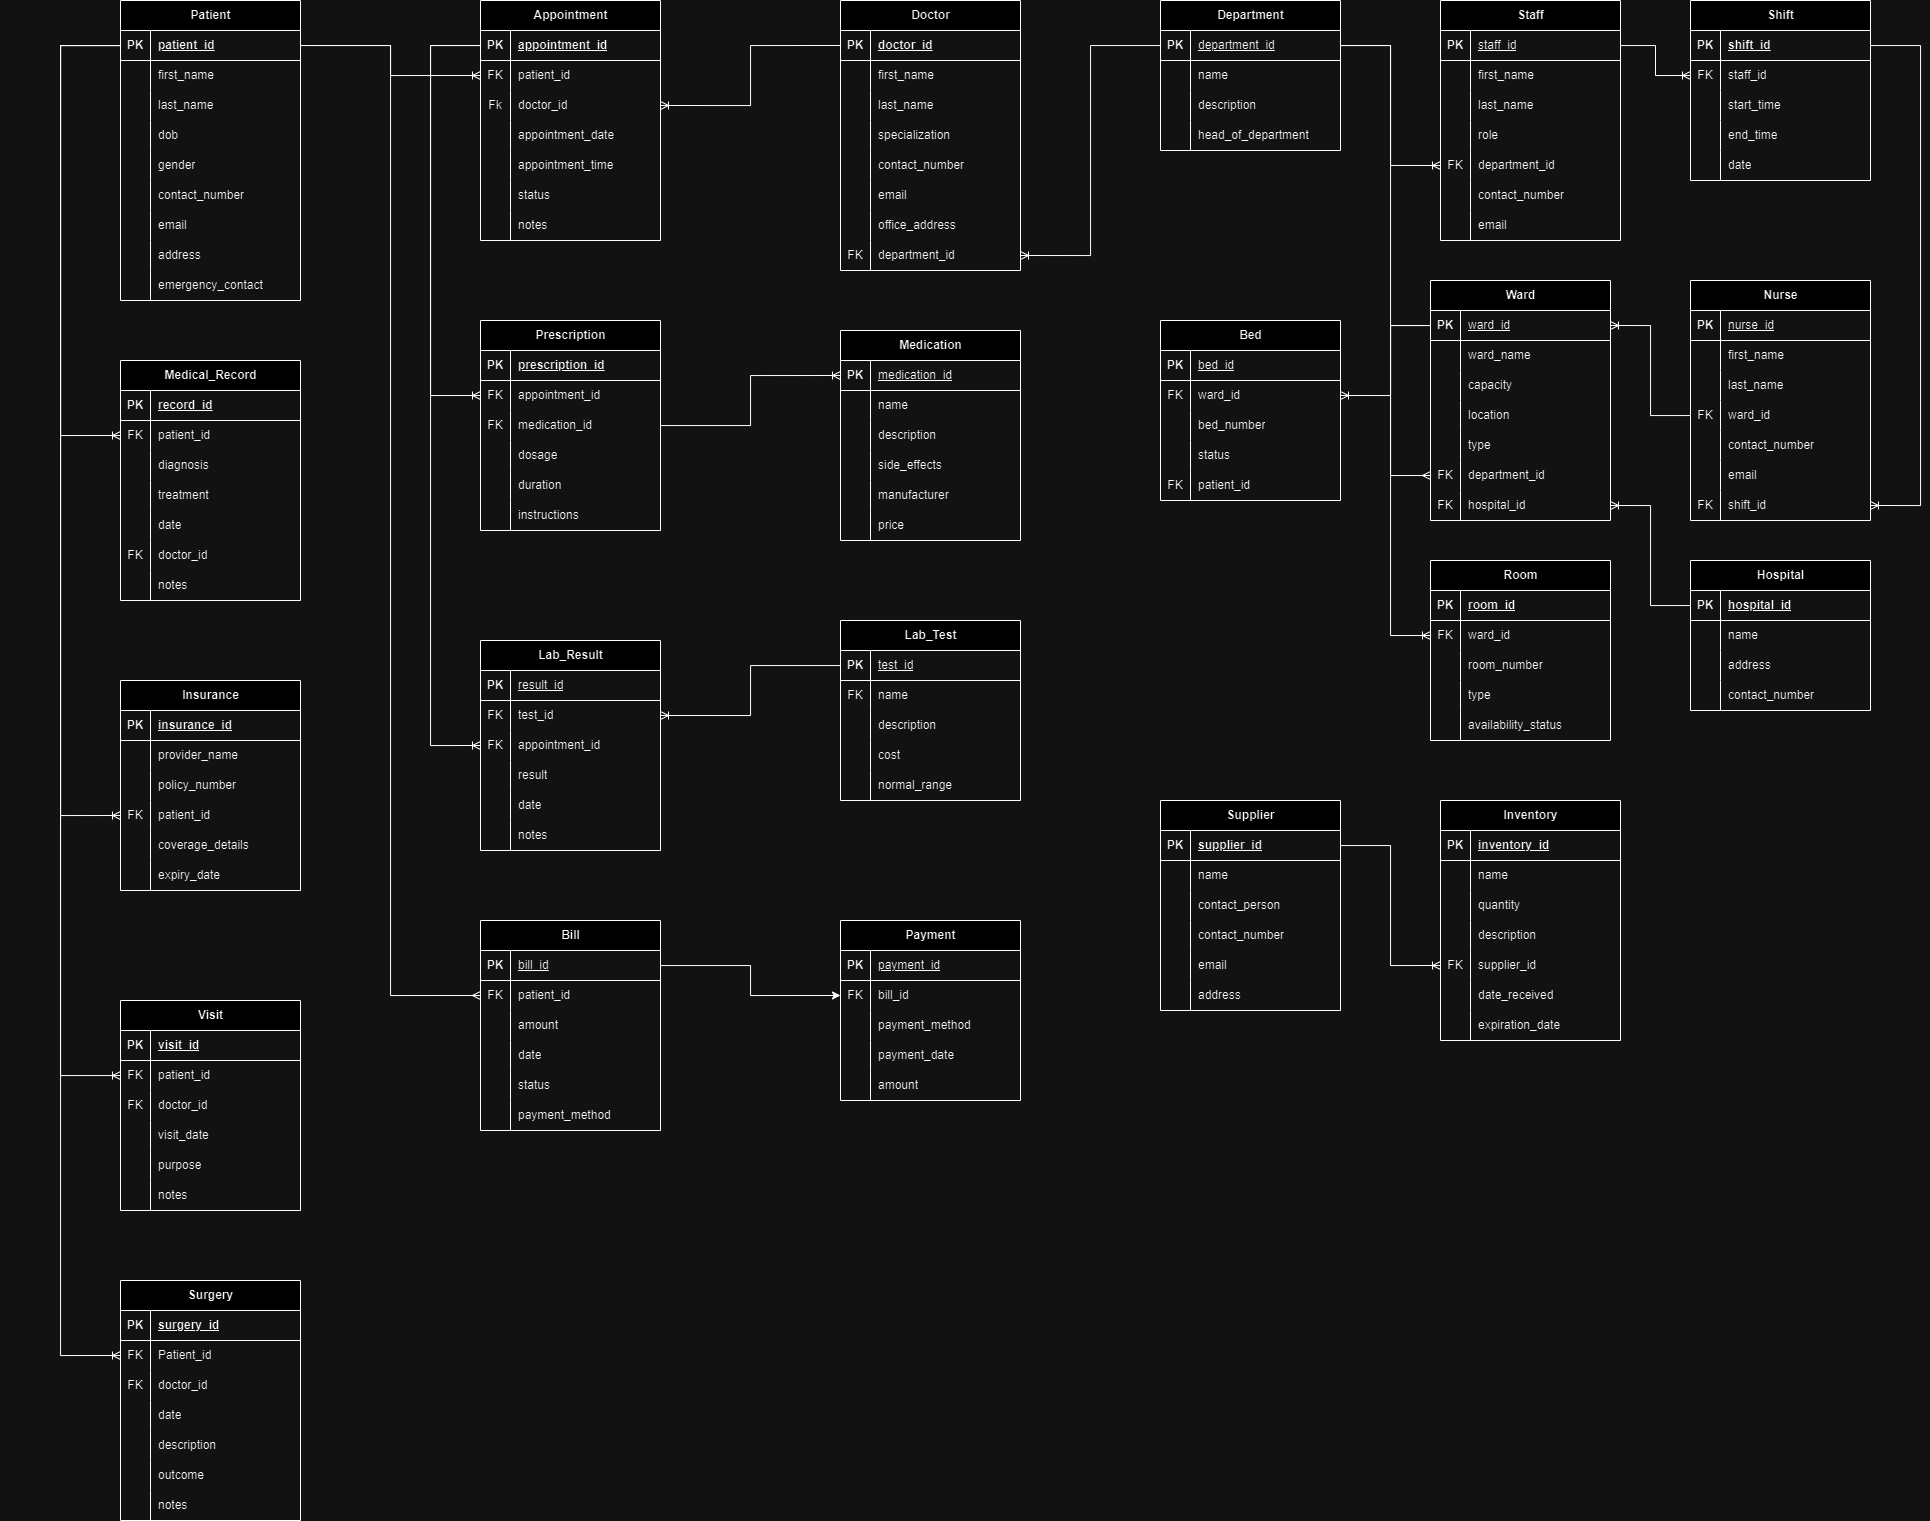 Patient
PK patient_id
first_name
last_name
dob
gender
contact_number
email
address
emergency_contact
Appointment
PK appointment_id
FK patient_id
Fk doctor_id
appointment_date
appointment_time
status
notes
Doctor
PK doctor_id
first_name
last_name
specialization
contact_number
email
office_address
FK department_id
Department
PK department_id
name
description
head_of_department
Staff
PK staff_id
first_name
last_name
role
FK department_id
contact_number
email
Shift
PK shift_id
FK staff_id
start_time
end_time
date
Medical_Record
PK record_id
FK patient_id
diagnosis
treatment
date
FK doctor_id
notes
Prescription
PK prescription_id
FK appointment_id
FK medication_id
dosage
duration
instructions
Medication
PK medication_id
name
description
side_effects
manufacturer
price
Bed
PK bed_id
FK ward_id
bed_number
status
FK patient_id
Ward
PK ward_id
ward_name
capacity
location
type
FK department_id
FK hospital_id
Nurse
PK nurse_id
first_name
last_name
FK ward_id
contact_number
email
FK shift_id
Room
PK room_id
FK ward_id
room_number
type
availability_status
Hospital
PK hospital_id
name
address
contact_number
Insurance
PK insurance_id
provider_name
policy_number
FK patient_id
coverage_details
expiry_date
Lab_Result
PK result_id
FK test_id
FK appointment_id
result
date
notes
Lab_Test
PK test_id
FK name
description
cost
normal_range
Supplier
PK supplier_id
name
contact_person
contact_number
email
address
Inventory
PK inventory_id
name
quantity
description
FK supplier_id
date_received
expiration_date
Bill
PK bill_id
FK patient_id
amount
date
status
payment_method
Payment
PK payment_id
FK bill_id
payment_method
payment_date
amount
Visit
PK visit_id
FK patient_id
FK doctor_id
visit_date
purpose
notes
Surgery
PK surgery_id
FK Patient_id
FK doctor_id
date
description
outcome
notes